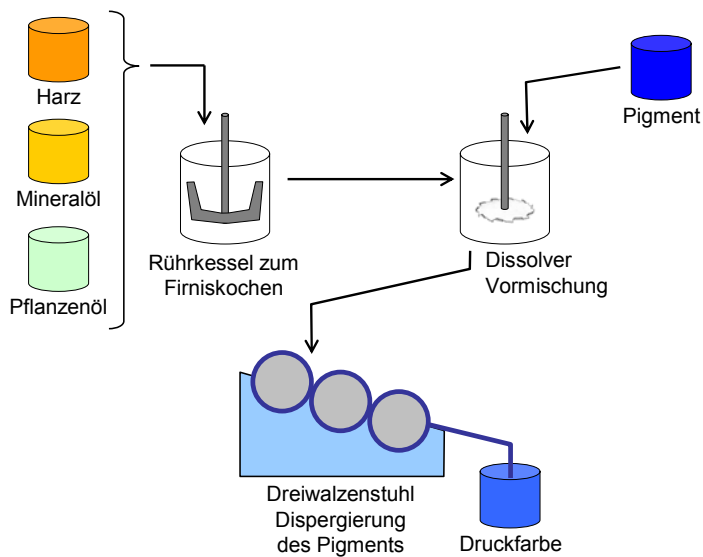 Harz
Mineralöl
Pflanzenöl
Rührkessel zum
Firniskochen
Pigment
Dissolver
Vormischung
Dreiwalzenstuhl
Dispergierung
des Pigments
Druckfarbe